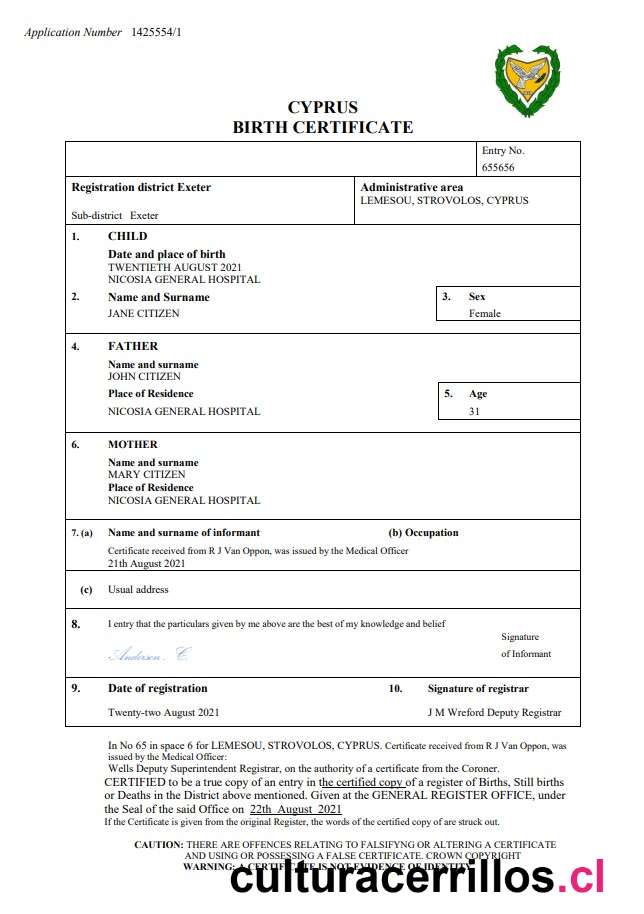 Application Number 1425554/1
CYPRUS
BIRTH CERTIFICATE
Entry No.
655656
Registration district Exeter
Administrative area
LEMESOU, STROVOLOS, CYPRUS
Sub-district Exeter
1. CHILD
Date and place of birth
TWENTIETH AUGUST 2021
NICOSIA GENERAL HOSPITAL
2. Name and Surname
3. Sex
JANE CITIZEN
Female
4. FATHER
Name and surname
JOHN CITIZEN
Place of Residence
5. Age
NICOSIA GENERAL HOSPITAL
31
6. MOTHER
Name and surname
MARY CITIZEN
Place of Residence
NICOSIA GENERAL HOSPITAL
7. (a) Name and surname of informant
(b) Occupation
Certificate received from R J Van Oppon, was issued by the Medical Officer
21th August 2021
(c) Usual address
8. I entry that the particulars given by me above are the best of my knowledge and belief
Signature
of Informant
Anderson. C
9. Date of registration
10. Signature of registrar
Twenty-two August 2021
J M Wreford Deputy Registrar
In No 65 in space 6 for LEMESOU, STROVOLOS, CYPRUS. Certificate received from R J Van Oppon, was
issued by the Medical Officer:
Wells Deputy Superintendent Registrar, on the authority of a certificate from the Coroner.
CERTIFIED to be a true copy of an entry in the certified copy of a register of Births, Still births
or Deaths in the District above mentioned. Given at the GENERAL REGISTER OFFICE, under
the Seal of the said Office on 22th August 2021
If the Certificate is given from the original Register, the words of the certified copy of are struck out.
CAUTION: THERE ARE OFFENCES RELATING TO FALSIFYNG OR ALTERING A CERTIFICATE
AND USING OR POSSESSING A FALSE CERTIFICATE. CROWN COPYRIGHT
WARNING: A CERTIFICATE IS NOT EVIDENCE OF IDENTITY
culturacerrillos.cl